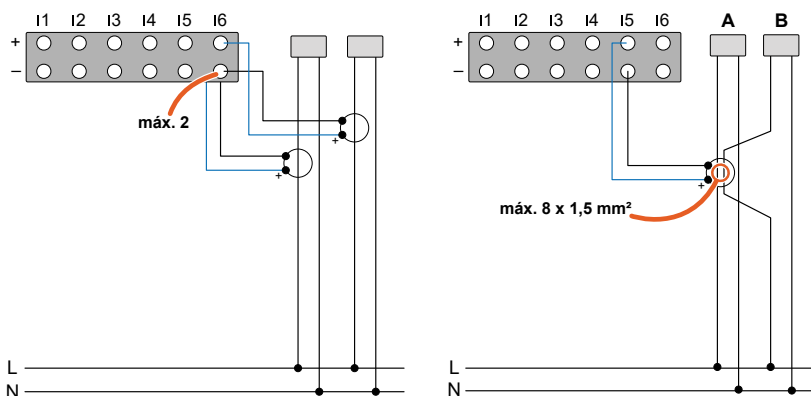 I1 I2 I3 I4 I5 I6
+
–
máx. 2
+
+
L
N
I1 I2 I3 I4 I5 I6 A B
+
–
+
máx. 8 x 1,5 mm²
L
N